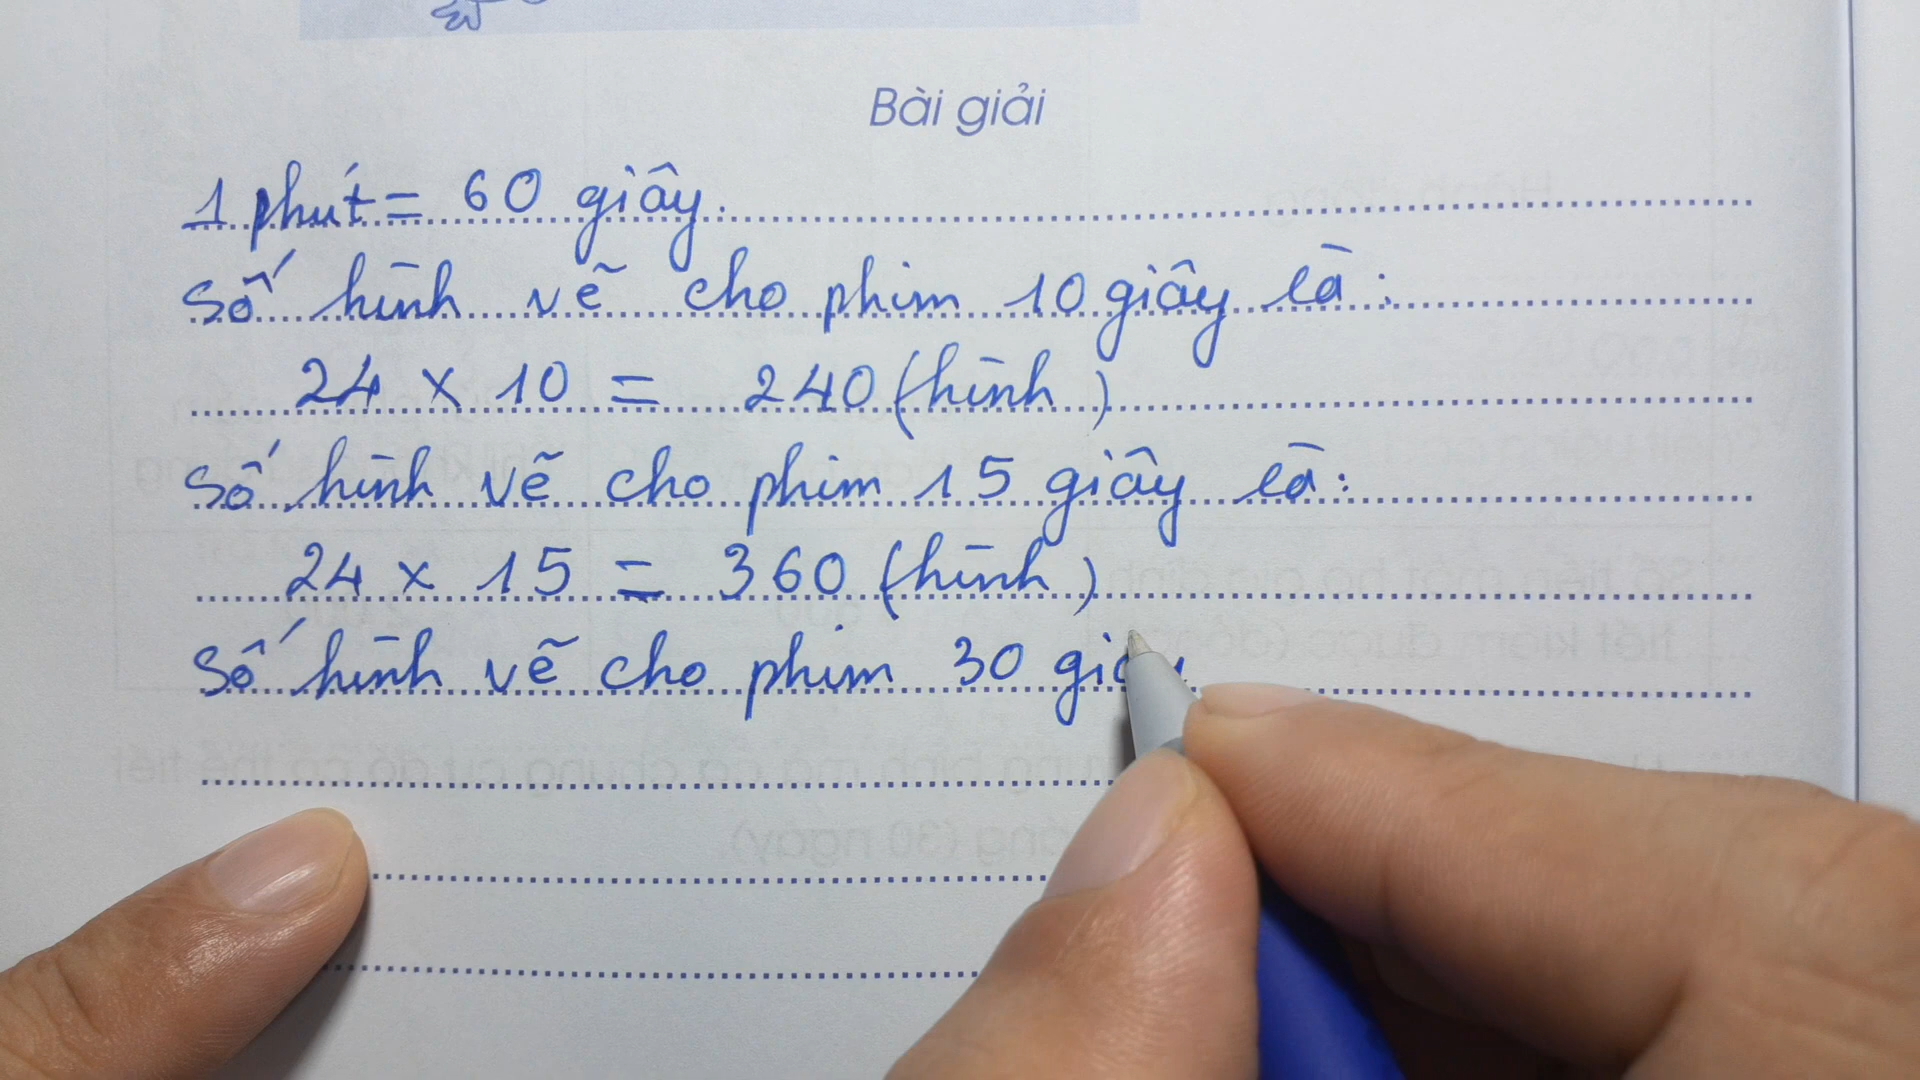 Bài giải
1 phút = 60 giây.
Số hình vẽ cho phim 10 giây là:
24 × 10 = 240 (hình)
Số hình vẽ cho phim 15 giây là:
24 × 15 = 360 (hình)
Số hình vẽ cho phim 30 giây